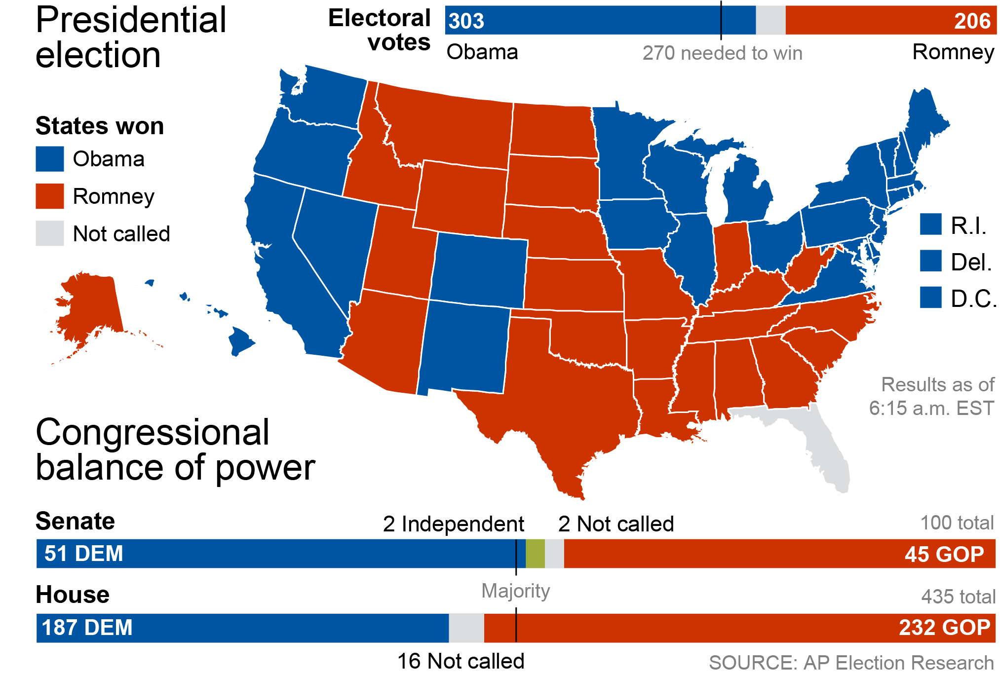 Presidential
election
Electoral
votes
303
206
Obama
270 needed to win
Romney
States won
Obama
Romney
Not called
R.I.
Del.
D.C.
Results as of
6:15 a.m. EST
Congressional
balance of power
Senate
2 Independent
2 Not called
100 total
51 DEM
45 GOP
Majority
House
435 total
187 DEM
232 GOP
16 Not called
SOURCE: AP Election Research